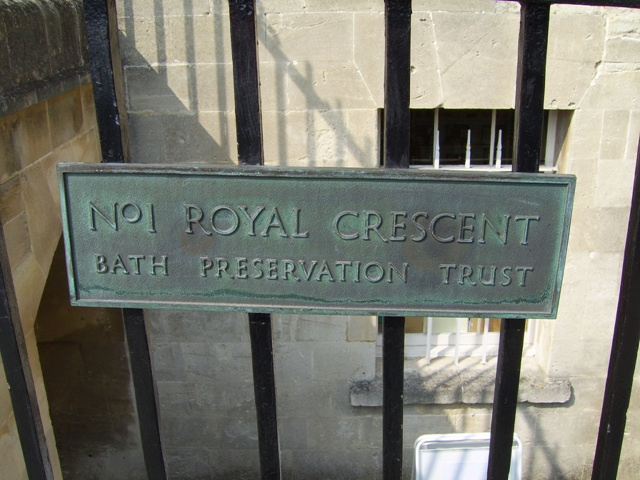 Nº1 ROYAL CRESCENT
BATH PRESERVATION TRUST